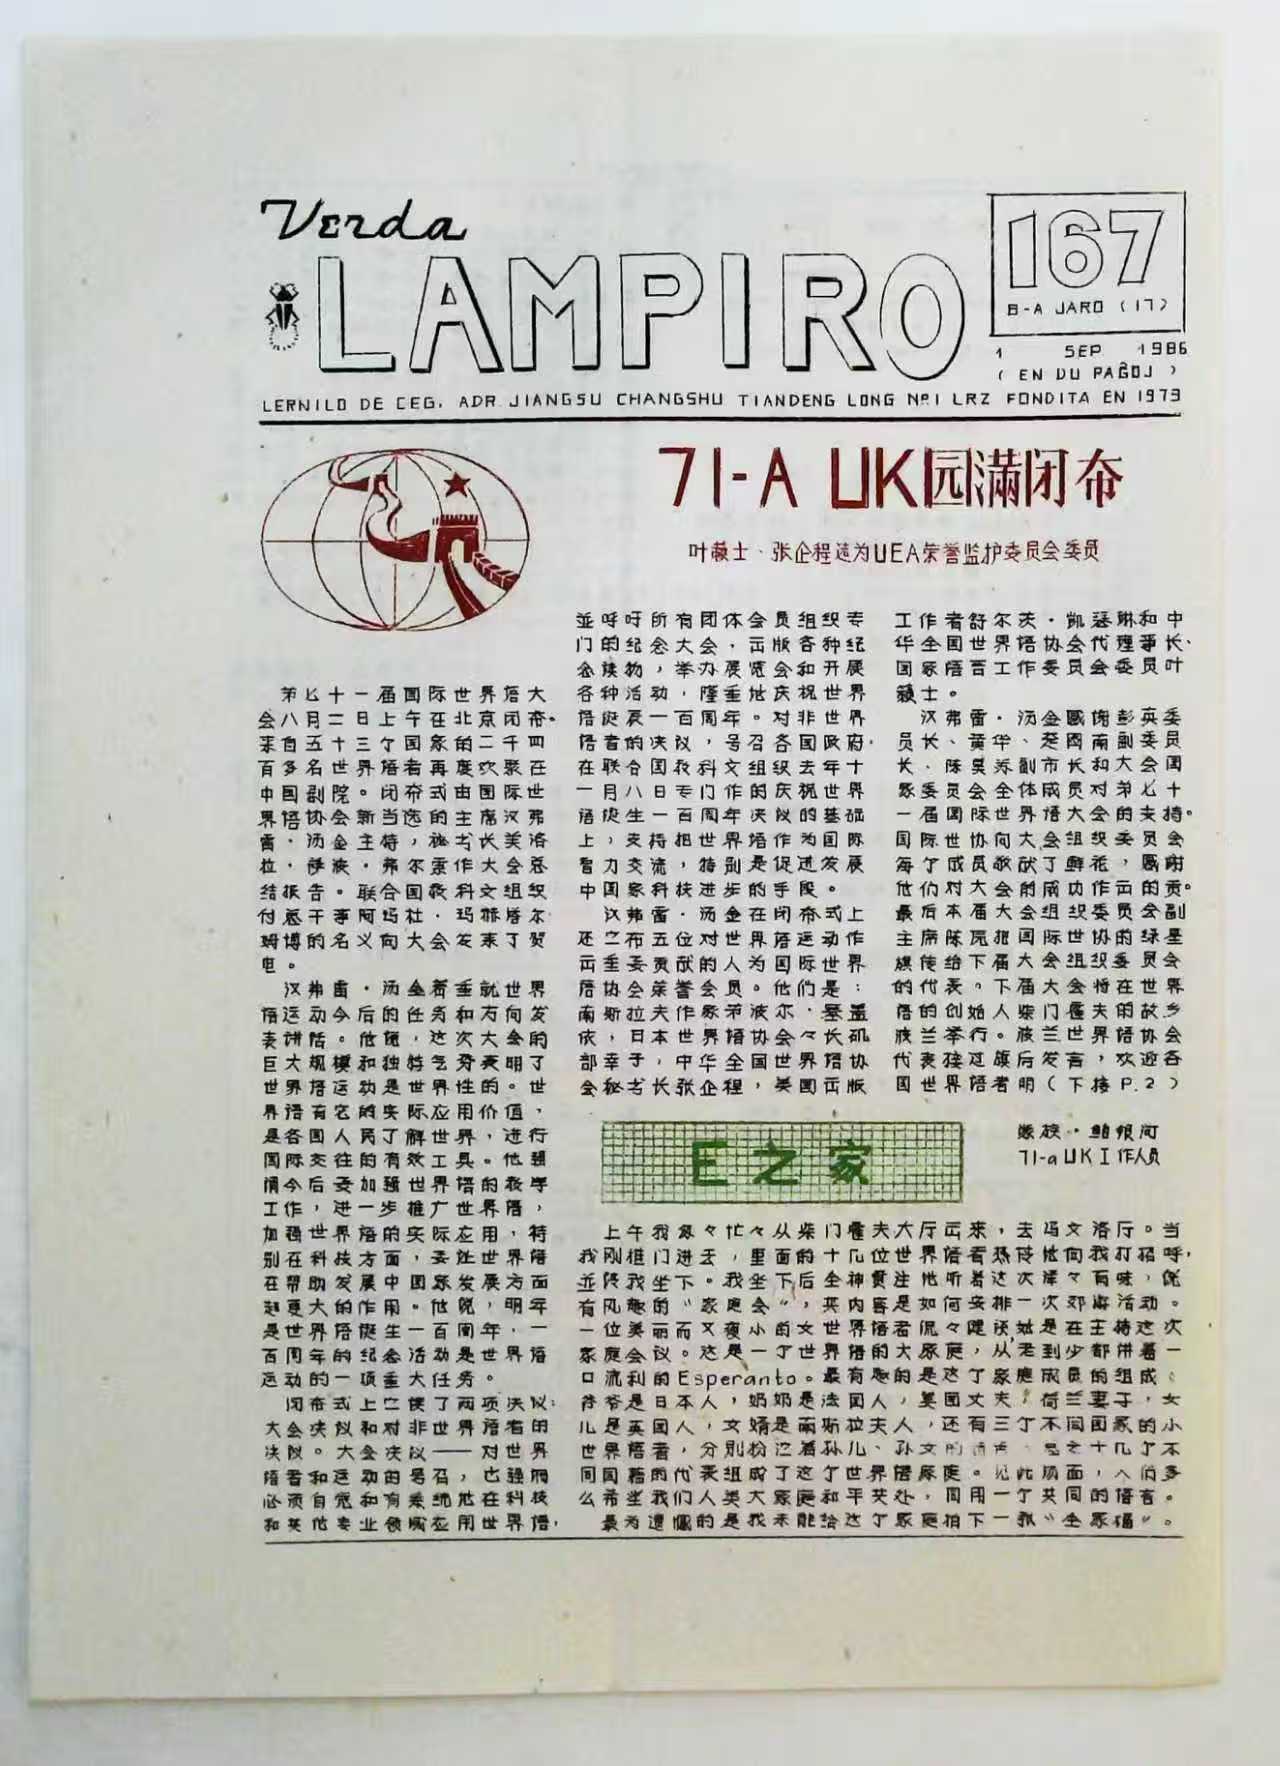 Verda
LAMPIRO
167
8-A JARO (17)
1 SEP 1986
( EN DU PAĜOJ )
LERNILO DE CEG. ADR. JIANGSU CHANGSHU TIANDENG LONG Nº.1 LRZ FONDITA EN 1979
71-A UK园满闭布
叶籁士、张企程选为UEA荣誉监护委员会委员
第七十一届国际世界语大
会八月二日上午在北京闭布。
来自五十三个国家的二千四
百多名世界语者再度欢聚在
中国剧院。闭布式由国际世
界语协会新当选的主席汉弗
雷·汤金主持，秘书长美洛
拉·弗尔索作大会总
结报告。联合国教科文组织
付总干事阿玛杜·玛赫塔尔
姆博的名义向大会发来了贺
电。
汉弗雷·汤金着重就世界
语运动今后的任务和方向发
表讲话。他说，这次大会的
巨大规模和独特气势表明了
世界语运动是世界性的。世
界语有它的实际应用价值，
是各国人民了解世界，进行
国际交往的有效工具。他强
调今后要加强世界语的教学
工作，进一步推广世界语，
加强世界语的实际应用，特
别在科技方面，要让世界语
在帮助发展中国家发展方面
起更大的作用。他说，明年
是世界语诞生一百周年，一
百周年的纪念活动是世界语
运动的一项重大任务。
闭布式上二使了两项决议：
大会决议和对非世界语者的
决议。大会决议——对世界
语者和运动的号召，也强调
必须自觉和有系统地在科技
和其他专业领域应用世界语，
並呼吁所有团体会员组织专
门的纪念大会，出版各种纪
念读物，举办展览会和开展
各种活动，隆重地庆祝世界
语诞辰一百周年。对非世界
语者的决议，号召各国政府，
在联合国教科文组织去年十
一月八日专门作的庆祝世界
语诞生一百周年决议的基础
上，支持把世界语作为国际
智力交流，特别是促进发展
中国家科技进步的手段。
汉弗雷·汤金在闭布式上
还宣布五位对世界语运动作
出重要贡献的人为国际世界
语协会荣誉会员。他们是：
南斯拉夫作家蒂波尔·塞盖
依，日本世界语协会々长矶
部幸子，中华全国世界语协
会秘书长张企程，美国出版
工作者舒尔茨·凯瑟琳和中
华全国世界语协会代理事长、
国家语言工作委员会委员叶
籁士。
汉弗雷·汤金感谢彭英委
员长、黄华、楚图南副委员
长、陈昊苏副市长和大会国
家委员会全体成员对第七十
一届国际世界语大会的支持。
国际世协向大会组织委员会
每个成员敬献了鲜花，感谢
他们对大会的成功作出的贡。
最后本届大会组织委员会副
主席陈原把国际世协的绿星
旗传给下届大会组织委员会
的代表。下届大会将在世界
语的创始人柴门霍夫的故乡
波兰举行。波兰世界语协会
代表接过旗后发言，欢迎各
国世界语者明（下接P.2）
E之家
族·鲍银河
71-a UK工作人员
上午我匆々忙々从柴门霍夫大厅出来，去冯文洛厅。当
我刚推门进去，里面的十几位世界语者热情地向我打招呼，
並让我坐下。我坐下后全神贯注地听着这次津々有味，
有风趣的“家庭会”，其内容是如何安排一次郊游活动。
一位美丽而又瘦小的女世界语者侃々健谈她是在主持这次
家庭会议。这是一个世界语的大家庭，从老到少都讲着一
口流利的Esperanto。最有趣的是这个家庭成员的组成：
爷爷是日本人，奶奶是法国人，美国丈夫，荷兰妻子，女
儿是英国人，女婿是南斯拉夫人，还有三个不同国家的小
世界语者，分别扮演着孙儿、孙女的。总之十几个不
同国籍的代表组成了这个世界语家庭。见此场面，人们多
么希望我们人类大家庭和平共处，同用一个共同的语言。
最为遗憾的是我未能给这个家庭拍下一张“全家福”。